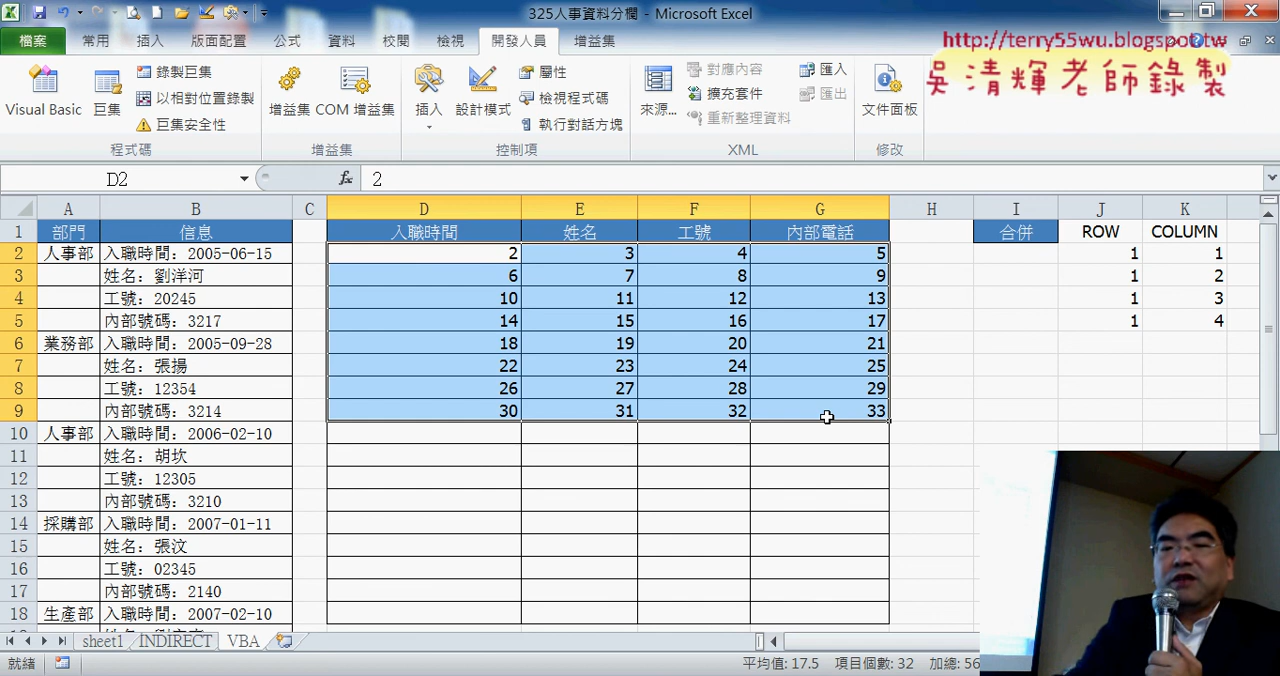 325人事資料分欄 - Microsoft Excel
http://terry55wu.blogspot.tw
吳清輝老師錄製
檔案 常用 插入 版面配置 公式 資料 校閱 檢視 開發人員 增益集
Visual Basic 巨集 錄製巨集 以相對位置錄製 巨集安全性 程式碼
增益集 COM 增益集 增益集
插入 設計模式 屬性 檢視程式碼 執行對話方塊 控制項
來源... 對應內容 擴充套件 重新整理資料 匯入 匯出 XML
文件面板 修改
D2 fx 2
A B C D E F G H I J K
1 部門 信息 入職時間 姓名 工號 內部電話 合併 ROW COLUMN
2 人事部 入職時間：2005-06-15 2 3 4 5 1 1
3 姓名：劉洋河 6 7 8 9 1 2
4 工號：20245 10 11 12 13 1 3
5 內部號碼：3217 14 15 16 17 1 4
6 業務部 入職時間：2005-09-28 18 19 20 21
7 姓名：張揚 22 23 24 25
8 工號：12354 26 27 28 29
9 內部號碼：3214 30 31 32 33
10 人事部 入職時間：2006-02-10
11 姓名：胡坎
12 工號：12305
13 內部號碼：3210
14 採購部 入職時間：2007-01-11
15 姓名：張汶
16 工號：02345
17 內部號碼：2140
18 生產部 入職時間：2007-02-10
sheet1 INDIRECT VBA
就緒 平均值: 17.5 項目個數: 32 加總: 56